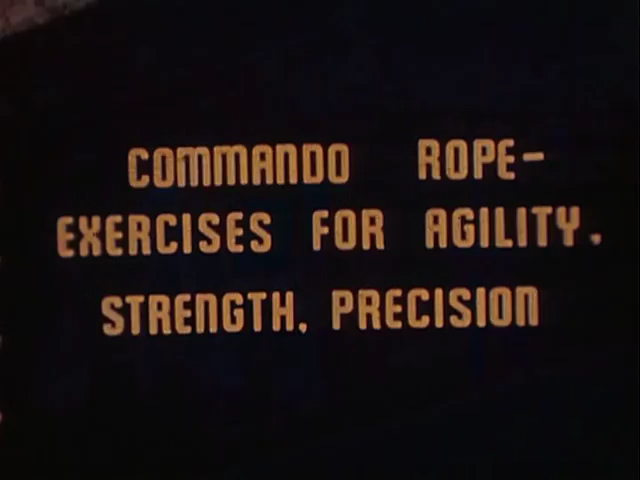 COMMANDO ROPE-
EXERCISES FOR AGILITY,
STRENGTH, PRECISION